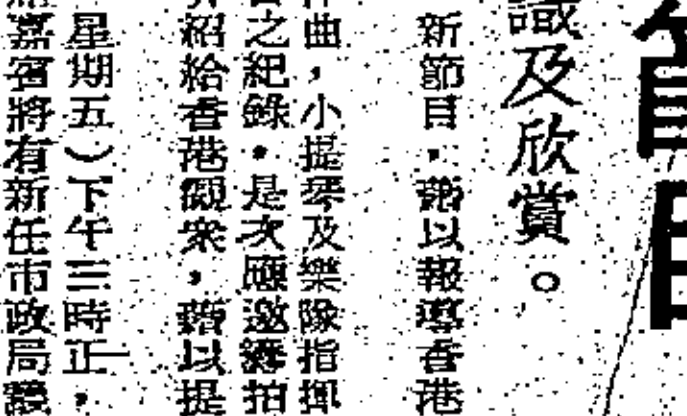 識及欣賞。
新節目，藉以報導香港
作曲，小提琴及樂隊指揮
之紀錄。是次應邀將拍
介紹給香港觀衆，藉以提
星期五）下午三時正，
嘉賓將有新任市政局議